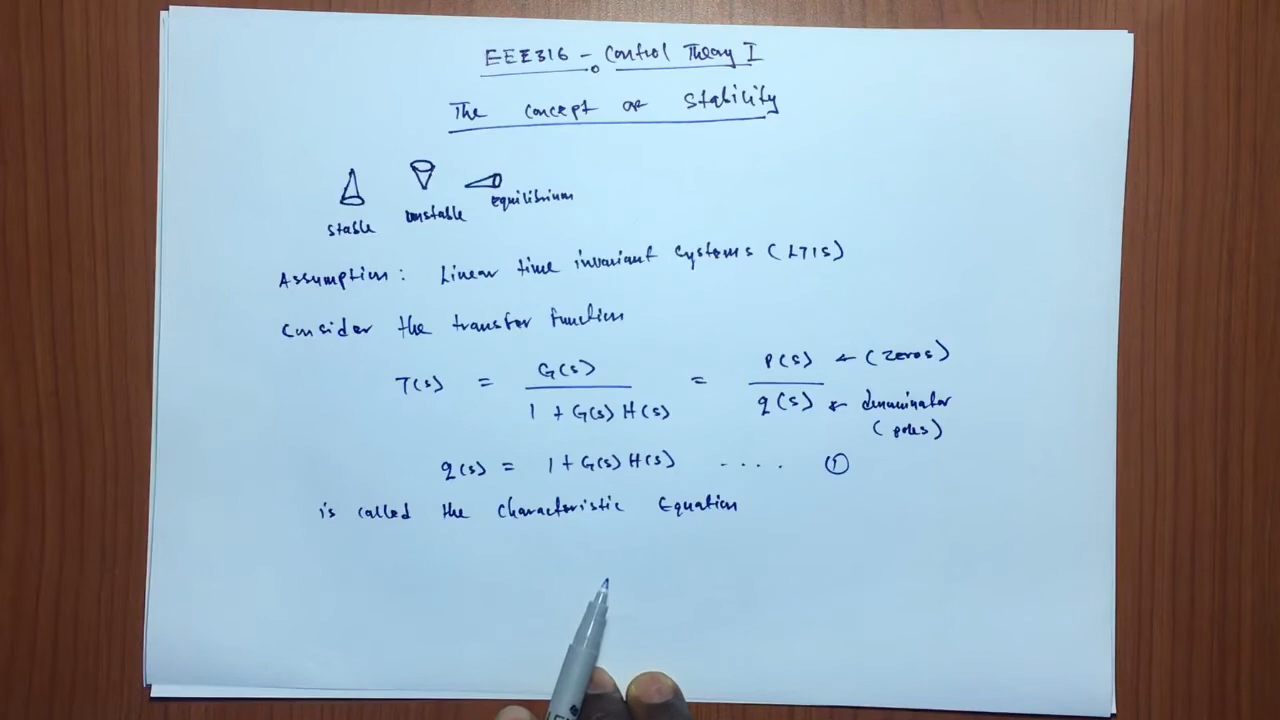 EEE316 - Control Theory I
The concept of Stability
stable unstable equilibrium
Assumption: Linear time invariant systems (LTIS)
Consider the transfer function
T(s) = G(s) / 1 + G(s) H(s) = P(s) ← (zeros) / q(s) ← denominator (poles)
q(s) = 1 + G(s) H(s) .... ①
is called the characteristic Equation